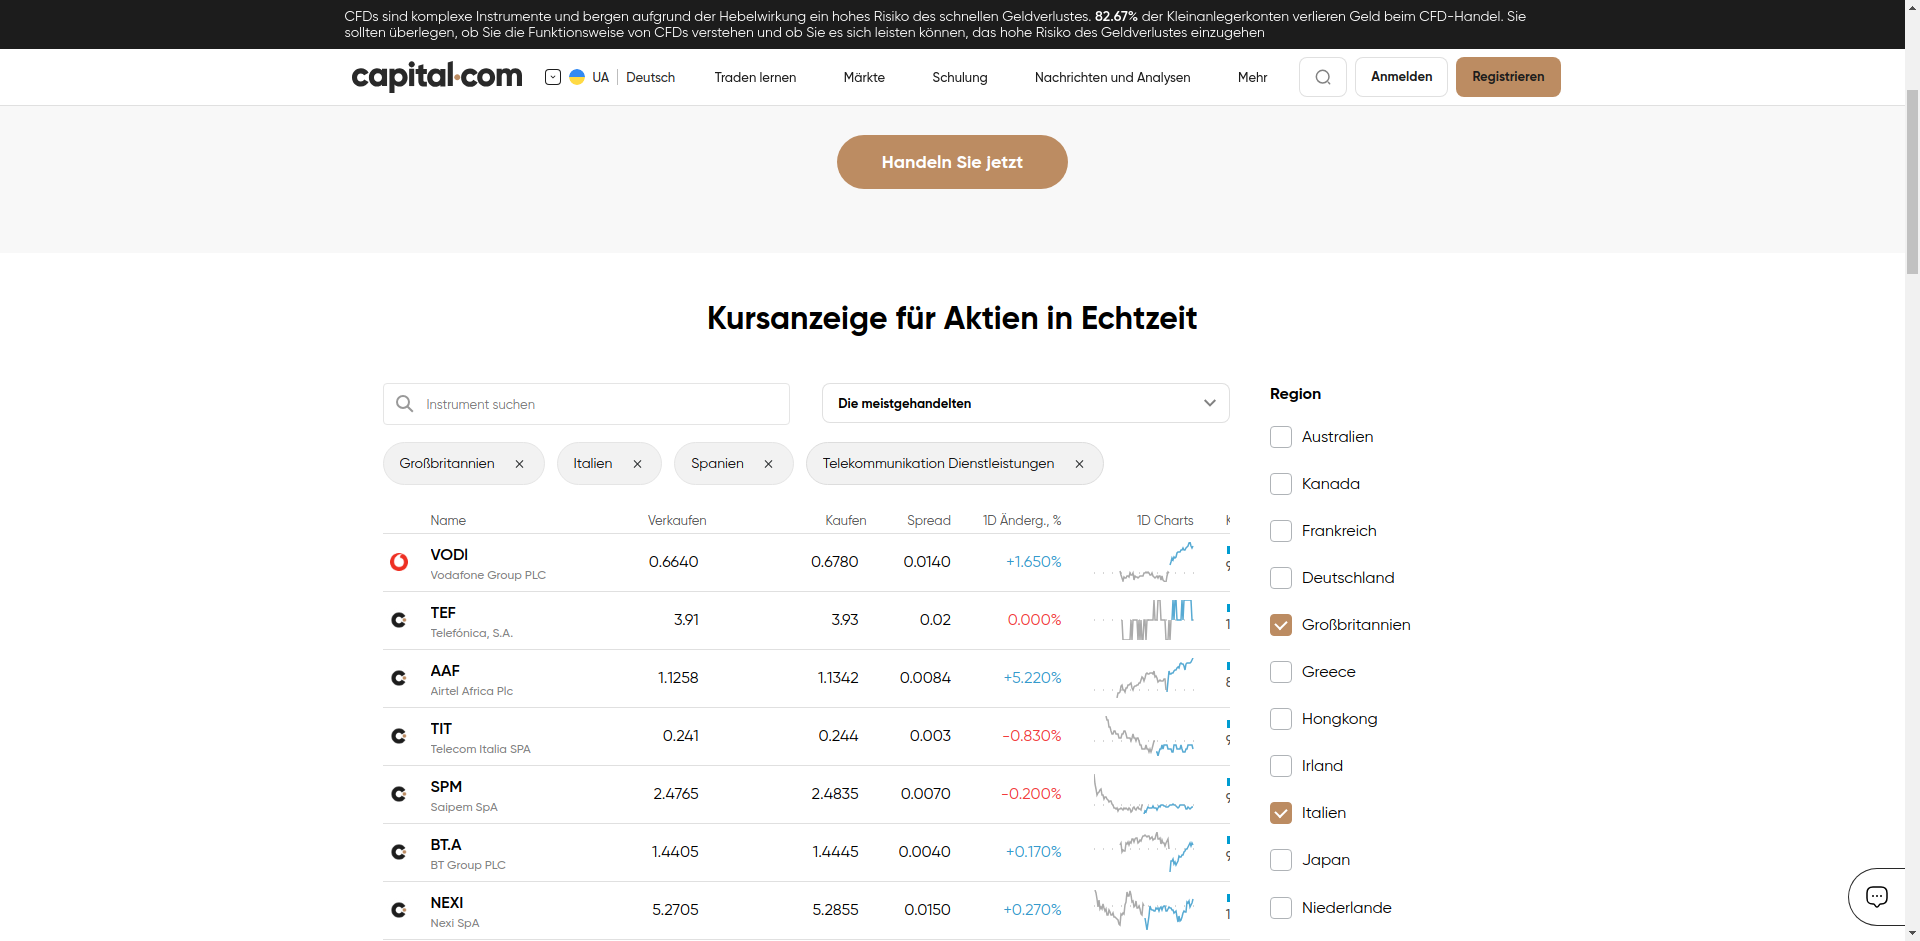 CFDs sind komplexe Instrumente und bergen aufgrund der Hebelwirkung ein hohes Risiko des schnellen Geldverlustes. 82.67% der Kleinanlegerkonten verlieren Geld beim CFD-Handel. Sie
sollten überlegen, ob Sie die Funktionsweise von CFDs verstehen und ob Sie es sich leisten können, das hohe Risiko des Geldverlustes einzugehen
capital.com UA Deutsch Traden lernen Märkte Schulung Nachrichten und Analysen Mehr Anmelden Registrieren
Handeln Sie jetzt
Kursanzeige für Aktien in Echtzeit
Instrument suchen
Die meistgehandelten
Großbritannien
Italien
Spanien
Telekommunikation Dienstleistungen
Name Verkaufen Kaufen Spread 1D Änderg., % 1D Charts
VODl 0.6640 0.6780 0.0140 +1.650%
Vodafone Group PLC
TEF 3.91 3.93 0.02 0.000%
Telefónica, S.A.
AAF 1.1258 1.1342 0.0084 +5.220%
Airtel Africa Plc
TIT 0.241 0.244 0.003 -0.830%
Telecom Italia SPA
SPM 2.4765 2.4835 0.0070 -0.200%
Saipem SpA
BT.A 1.4405 1.4445 0.0040 +0.170%
BT Group PLC
NEXI 5.2705 5.2855 0.0150 +0.270%
Nexi SpA
Region
Australien
Kanada
Frankreich
Deutschland
Großbritannien
Greece
Hongkong
Irland
Italien
Japan
Niederlande